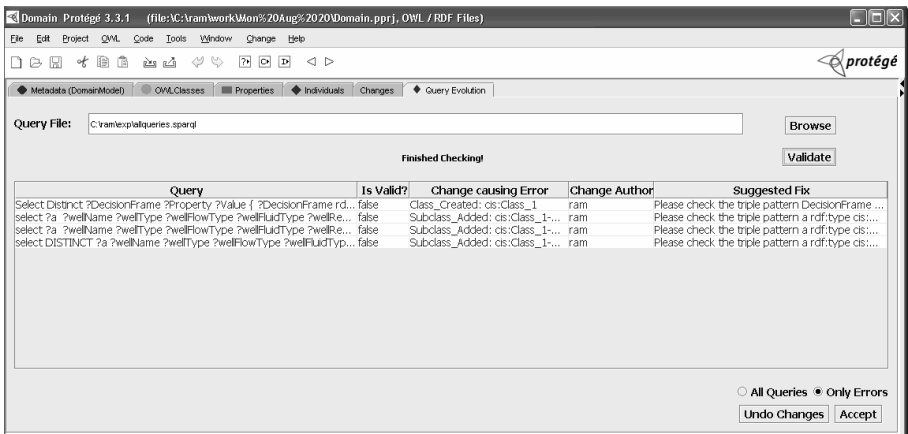 Domain Protégé 3.3.1 (file:\C:\ram\work\Mon%20Aug%2020\Domain.pprj, OWL / RDF Files)
File Edit Project OWL Code Tools Window Change Help
protégé
Metadata (DomainModel) OWLClasses Properties Individuals Changes Query Evolution
Query File: C:\ram\exp\allqueries.sparql Browse
Finished Checking! Validate
Query Is Valid? Change causing Error Change Author Suggested Fix
Select Distinct ?DecisionFrame ?Property ?Value { ?DecisionFrame rd... false Class_Created: cis:Class_1 ram Please check the triple pattern DecisionFrame ...
select ?a ?wellName ?wellType ?wellFlowType ?wellFluidType ?wellRe... false Subclass_Added: cis:Class_1-... ram Please check the triple pattern a rdf:type cis:...
select ?a ?wellName ?wellType ?wellFlowType ?wellFluidType ?wellRe... false Subclass_Added: cis:Class_1-... ram Please check the triple pattern a rdf:type cis:...
select DISTINCT ?a ?wellName ?wellType ?wellFlowType ?wellFluidTyp... false Subclass_Added: cis:Class_1-... ram Please check the triple pattern a rdf:type cis:...
All Queries Only Errors
Undo Changes Accept